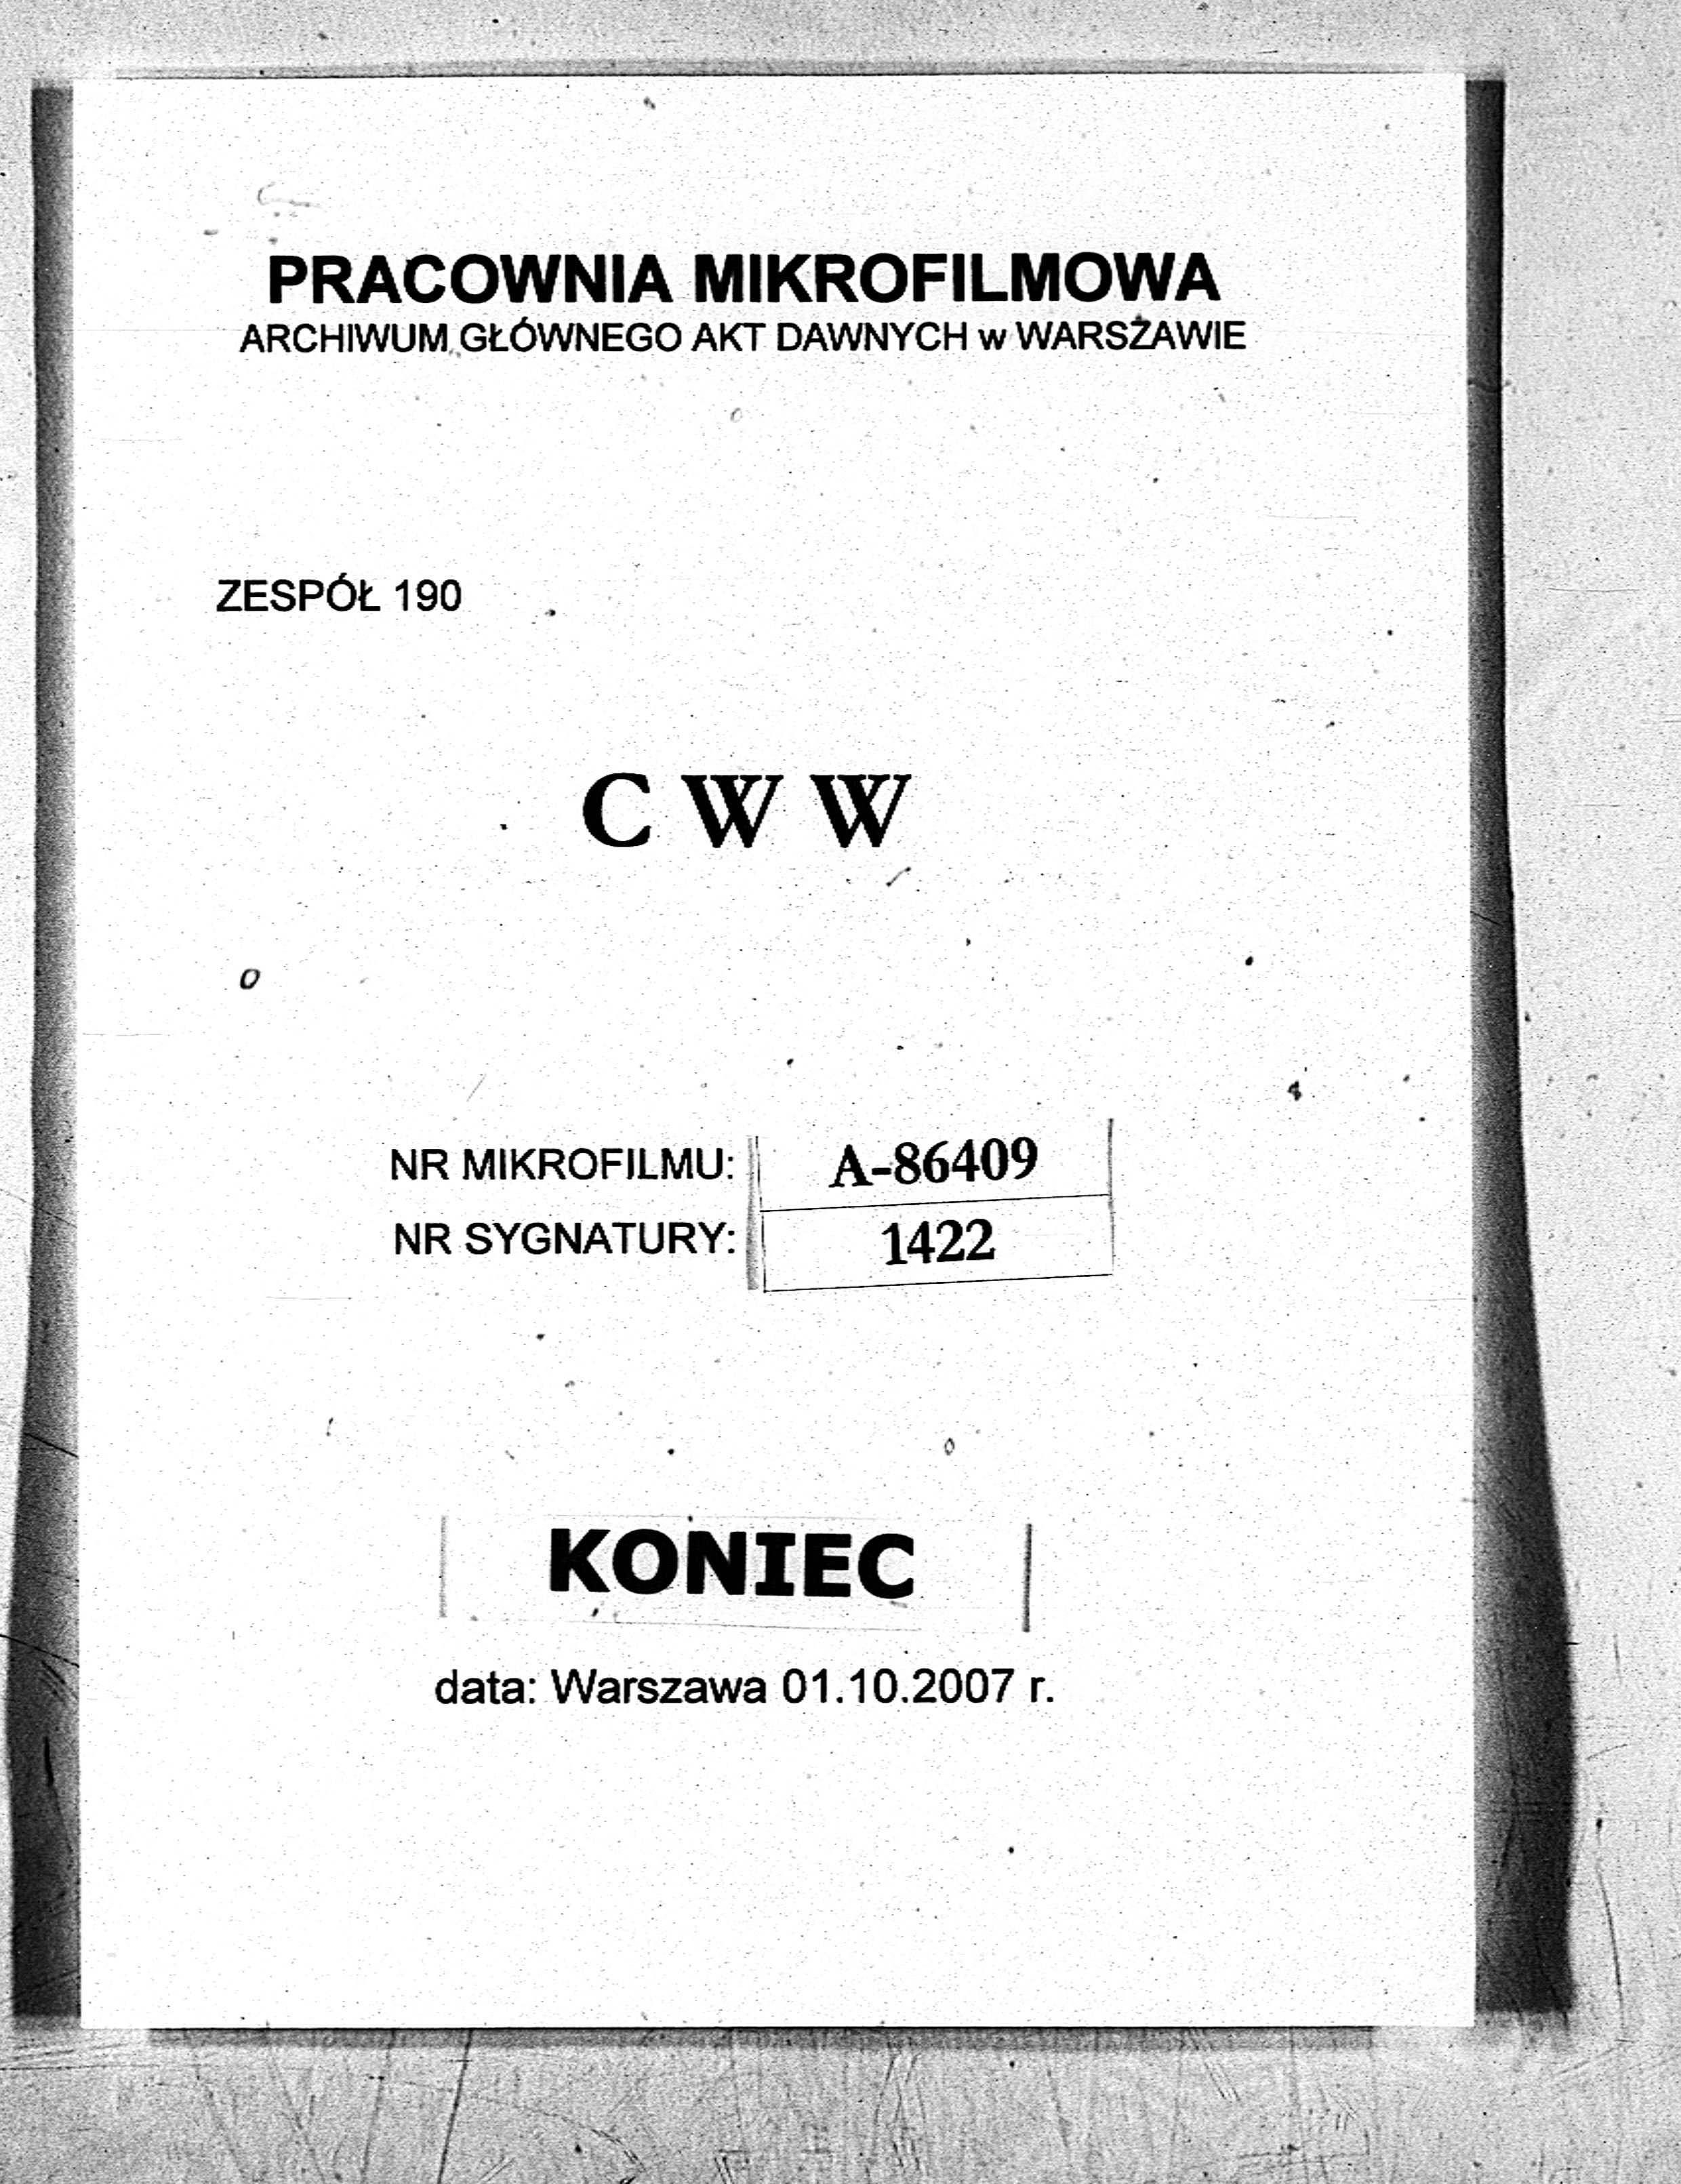 PRACOWNIA MIKROFILMOWA
ARCHIWUM GŁÓWNEGO AKT DAWNYCH w WARSZAWIE
ZESPÓŁ 190
C W W
NR MIKROFILMU: A-86409
NR SYGNATURY: 1422
KONIEC
data: Warszawa 01.10.2007 r.